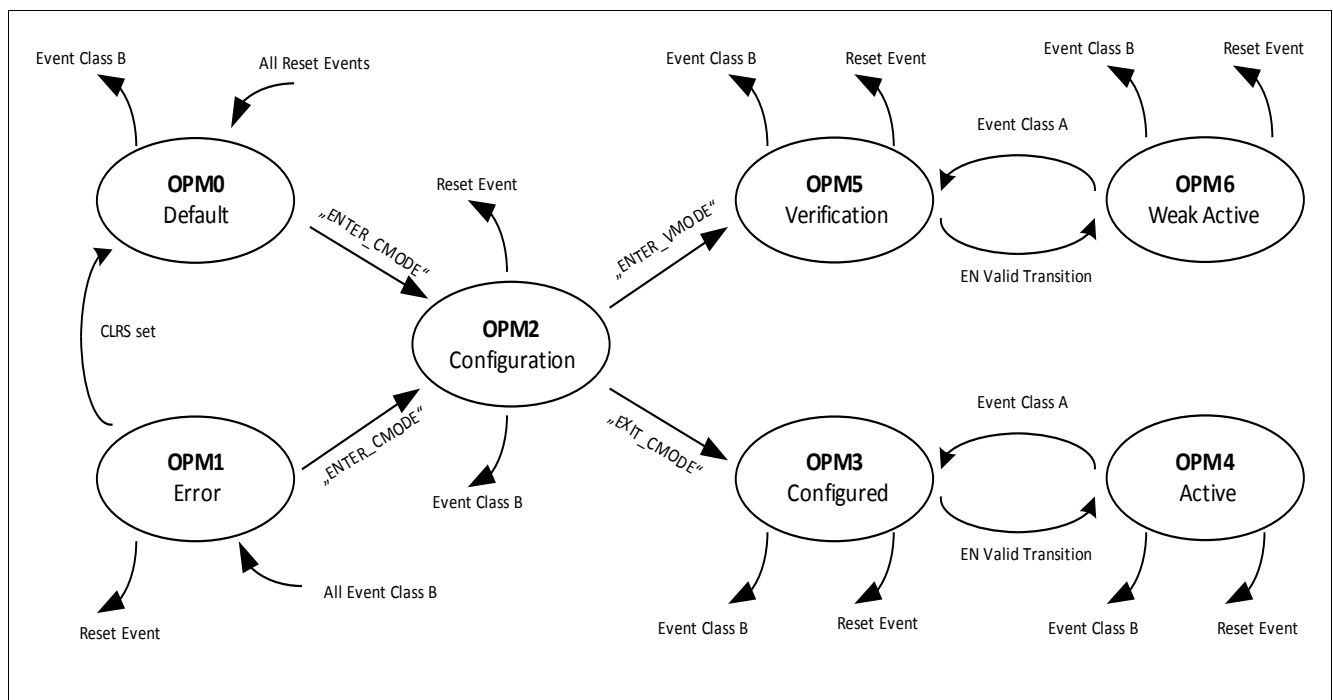 Event Class B
All Reset Events
Event Class B
Reset Event
Event Class B
Reset Event
OPM0
Default
Reset Event
„ENTER_CMODE“
OPM5
Verification
Event Class A
EN Valid Transition
OPM6
Weak Active
„ENTER_VMODE“
CLRS set
OPM2
Configuration
„ENTER_CMODE“
Event Class B
„EXIT_CMODE“
OPM1
Error
OPM3
Configured
Event Class A
EN Valid Transition
OPM4
Active
Reset Event
All Event Class B
Event Class B
Reset Event
Event Class B
Reset Event